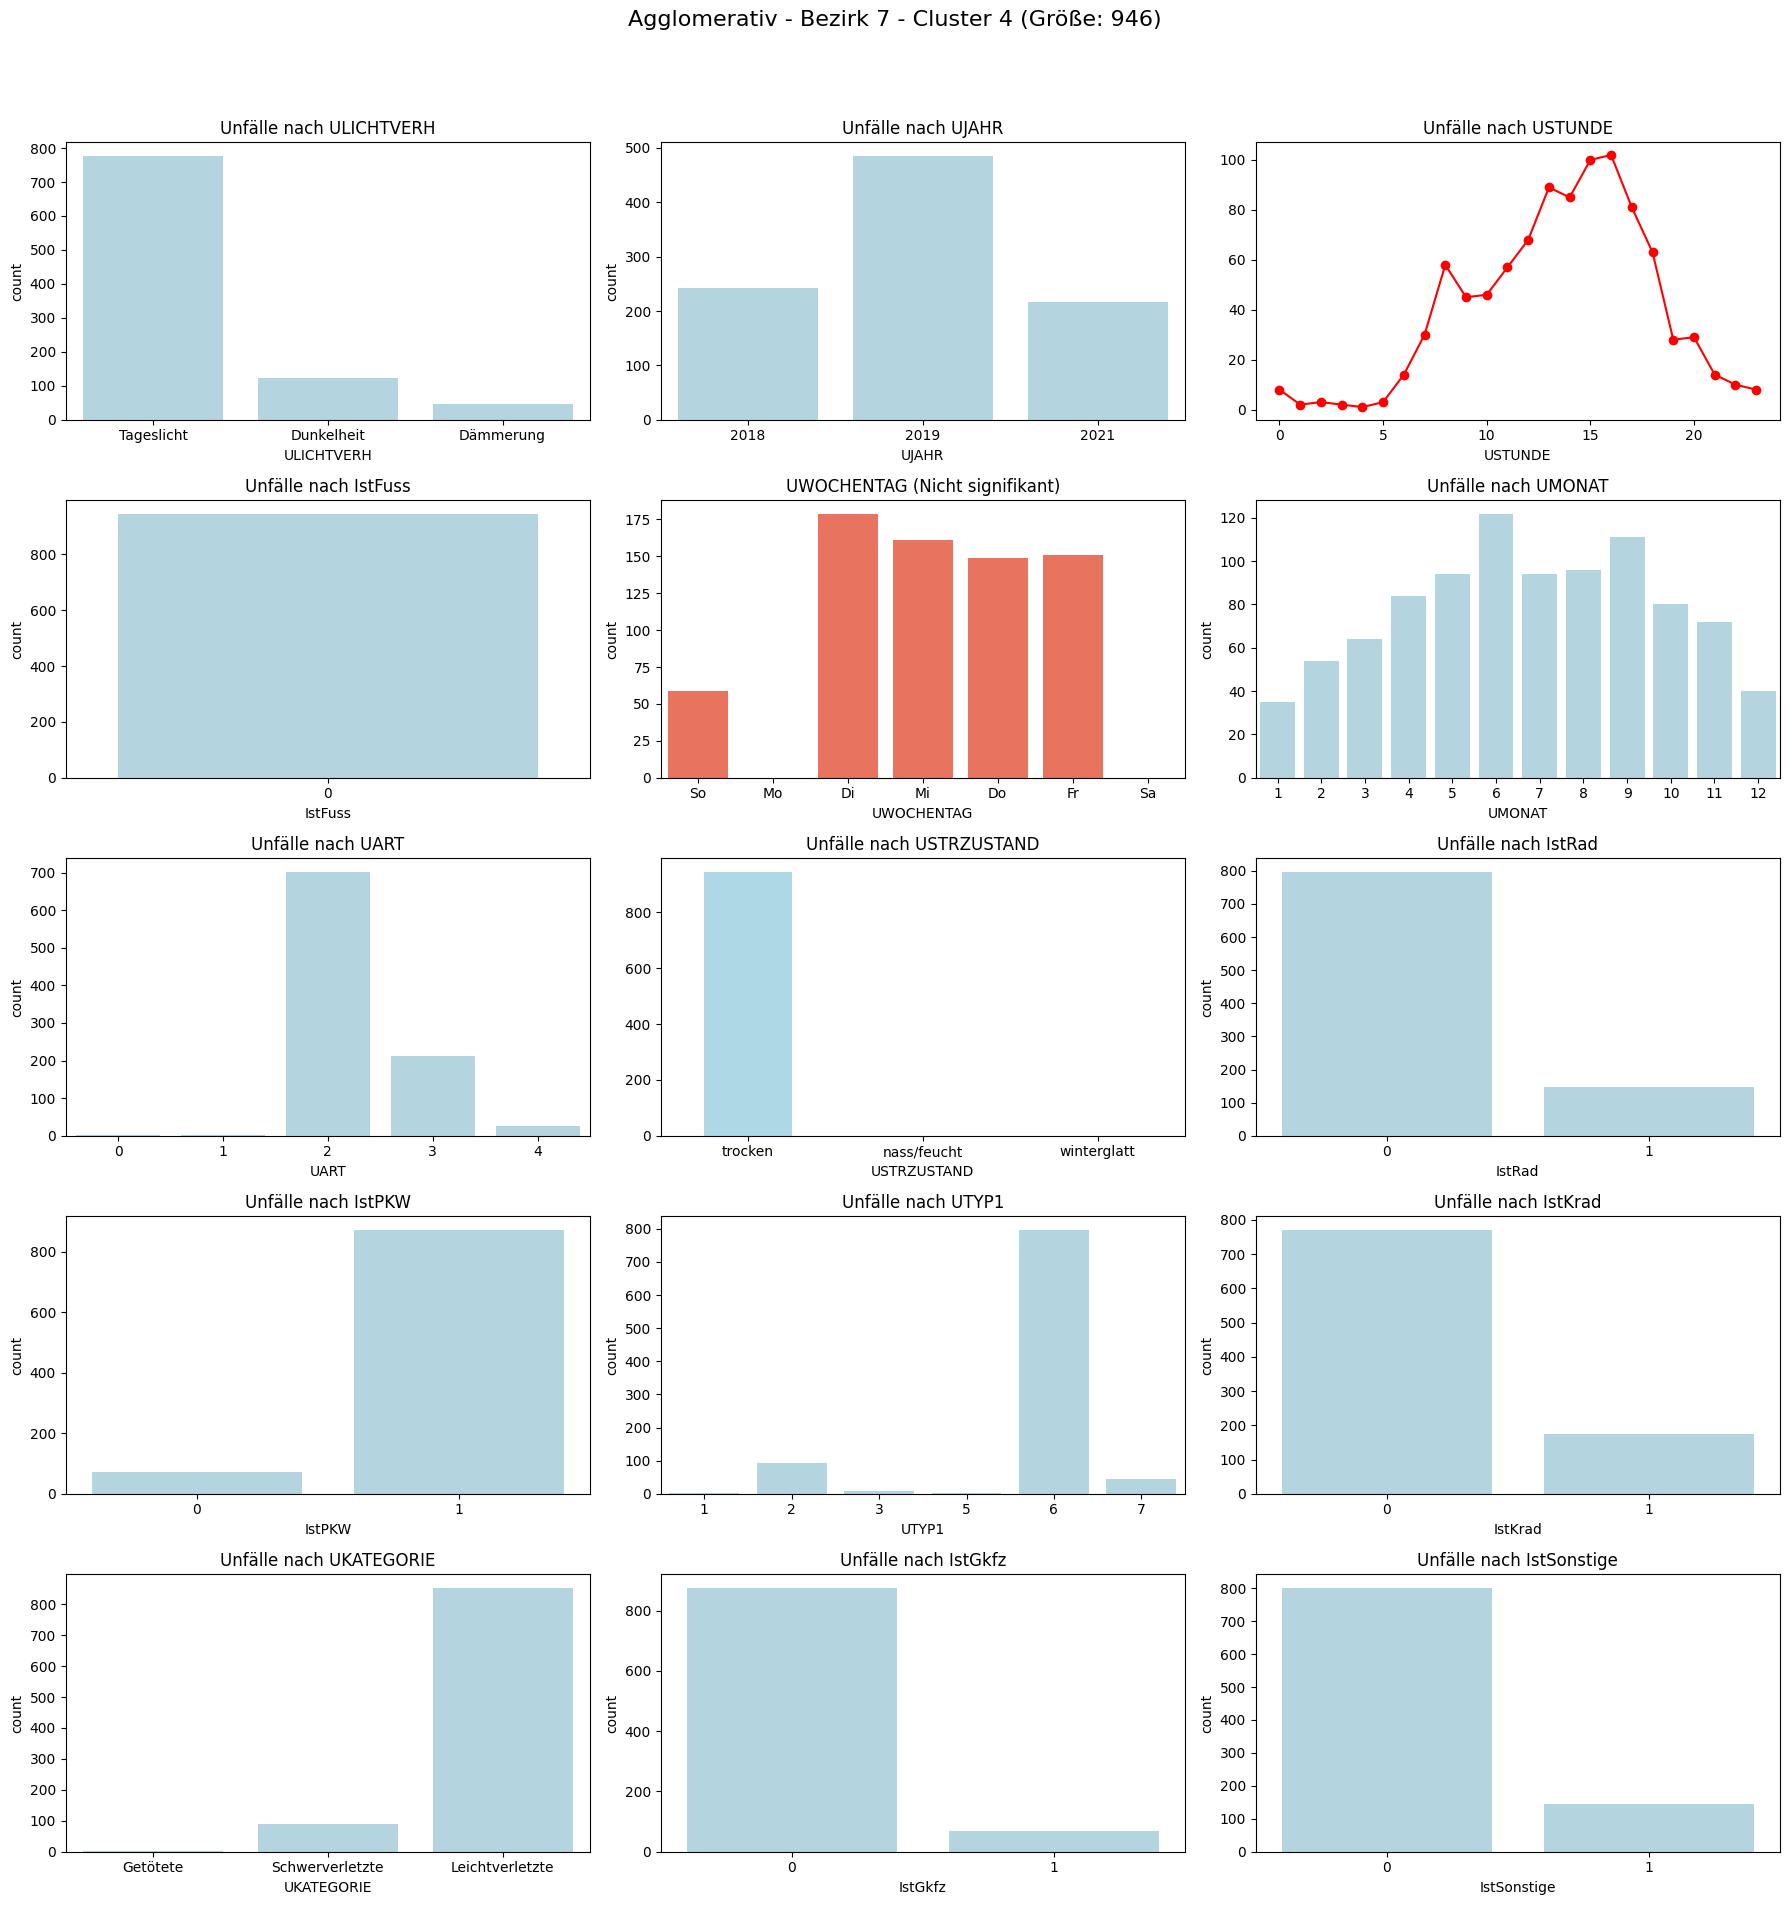 Agglomerativ - Bezirk 7 - Cluster 4 (Größe: 946)
Unfälle nach ULICHTVERH
800
700
600
500
400
300
200
100
0
count
Tageslicht Dunkelheit Dämmerung
ULICHTVERH
Unfälle nach UJAHR
500
400
300
200
100
0
count
2018 2019 2021
UJAHR
Unfälle nach USTUNDE
100
80
60
40
20
0
0 5 10 15 20
USTUNDE
Unfälle nach IstFuss
800
600
400
200
0
count
0
IstFuss
UWOCHENTAG (Nicht signifikant)
175
150
125
100
75
50
25
0
count
So Mo Di Mi Do Fr Sa
UWOCHENTAG
Unfälle nach UMONAT
120
100
80
60
40
20
0
count
1 2 3 4 5 6 7 8 9 10 11 12
UMONAT
Unfälle nach UART
700
600
500
400
300
200
100
0
count
0 1 2 3 4
UART
Unfälle nach USTRZUSTAND
800
600
400
200
0
trocken nass/feucht winterglatt
USTRZUSTAND
Unfälle nach IstRad
800
700
600
500
400
300
200
100
0
count
0 1
IstRad
Unfälle nach IstPKW
800
600
400
200
0
count
0 1
IstPKW
Unfälle nach UTYP1
800
700
600
500
400
300
200
100
0
count
1 2 3 5 6 7
UTYP1
Unfälle nach IstKrad
800
700
600
500
400
300
200
100
0
count
0 1
IstKrad
Unfälle nach UKATEGORIE
800
700
600
500
400
300
200
100
0
count
Getötete Schwerverletzte Leichtverletzte
UKATEGORIE
Unfälle nach IstGkfz
800
600
400
200
0
count
0 1
IstGkfz
Unfälle nach IstSonstige
800
700
600
500
400
300
200
100
0
count
0 1
IstSonstige